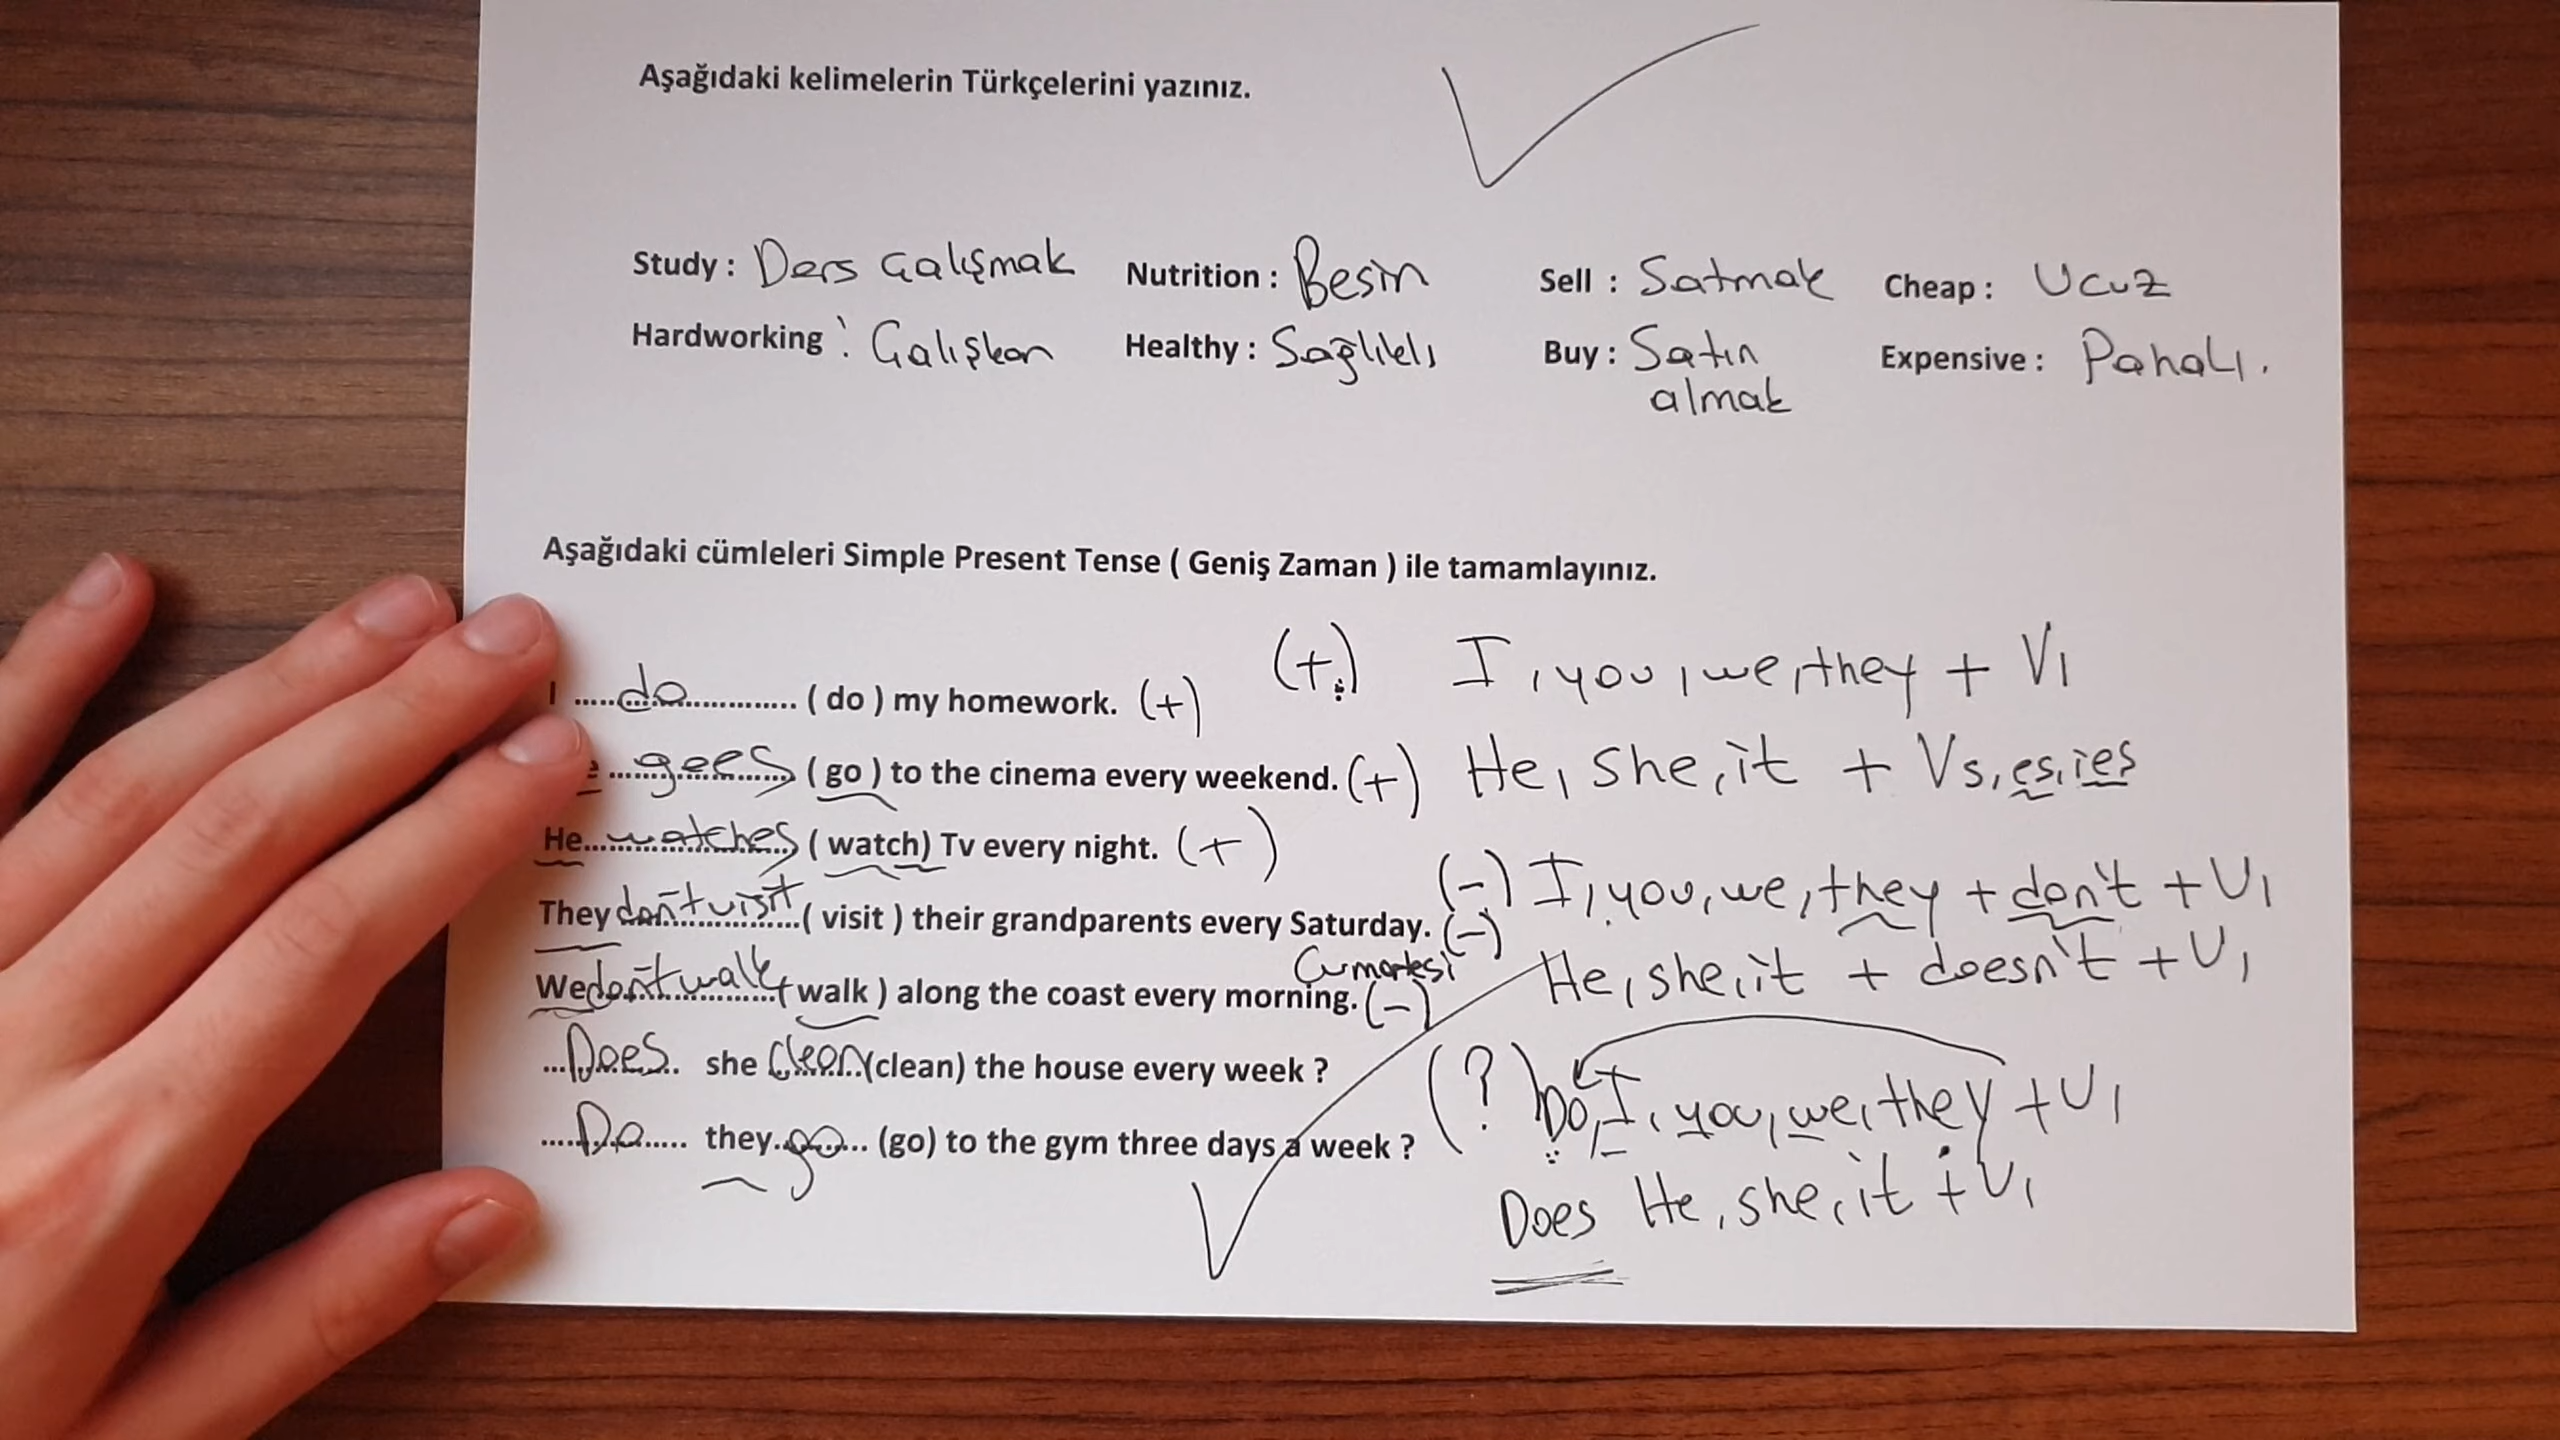 Aşağıdaki kelimelerin Türkçelerini yazınız.
Study : Ders Çalışmak Nutrition : Besin Sell : Satmak Cheap : Ucuz
Hardworking : Çalışkan Healthy : Sağlıklı Buy : Satın almak Expensive : Pahalı.
Aşağıdaki cümleleri Simple Present Tense ( Geniş Zaman ) ile tamamlayınız.
I .....do............. ( do ) my homework. (+)
goes ( go ) to the cinema every weekend. (+)
He...watches... ( watch) Tv every night. (+)
They don't visit ( visit ) their grandparents every Saturday. (-)
Cumartesi
We don't walk ( walk ) along the coast every morning. (-)
...Does.. she clean (clean) the house every week ?
.....Do..... they..go... (go) to the gym three days a week ?
(+) I, you, we, they + V1
He, she, it + Vs, es, ies
(-) I, you, we, they + don't + V1
He, she, it + doesn't + V1
(?) Do, I, you, we, they + V1
Does He, she, it + V1